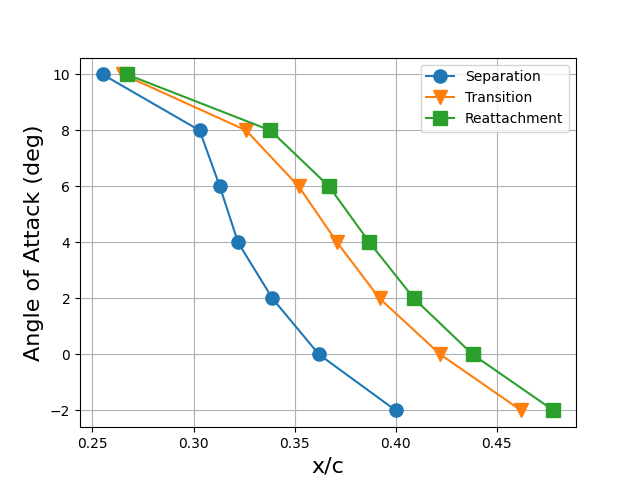 Separation
Transition
Reattachment
10
8
6
4
2
0
−2
Angle of Attack (deg)
0.25 0.30 0.35 0.40 0.45
x/c